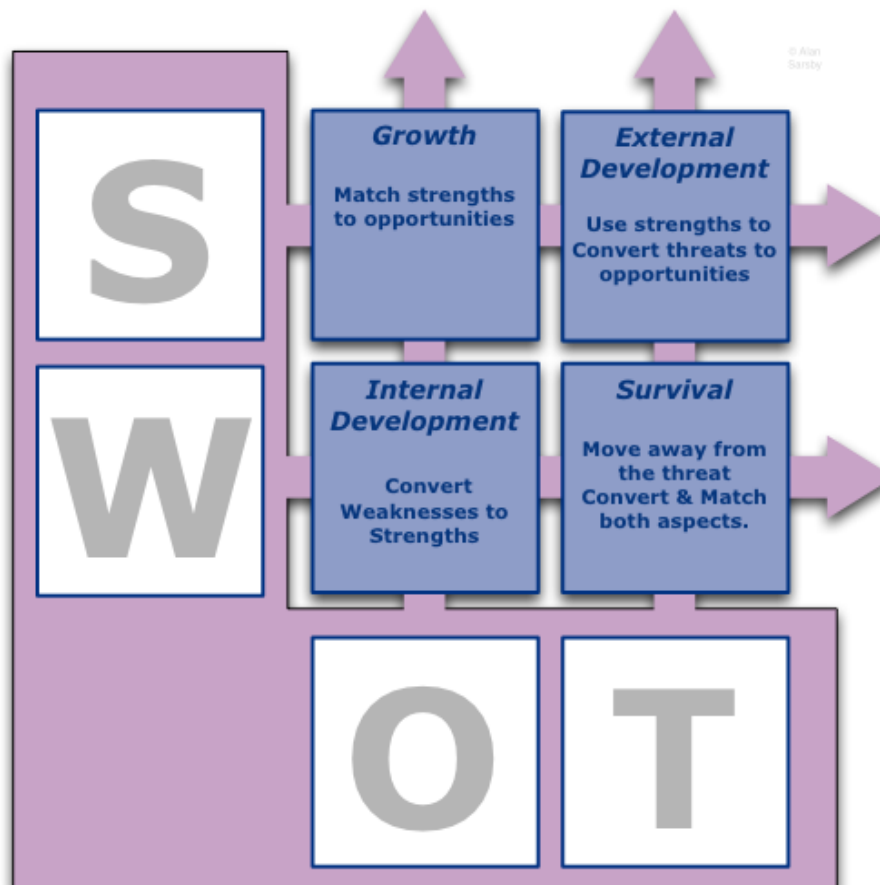 © Alan
Sarsby
S
Growth
Match strengths
to opportunities
External
Development
Use strengths to
Convert threats to
opportunities
W
Internal
Development
Convert
Weaknesses to
Strengths
Survival
Move away from
the threat
Convert & Match
both aspects.
O
T